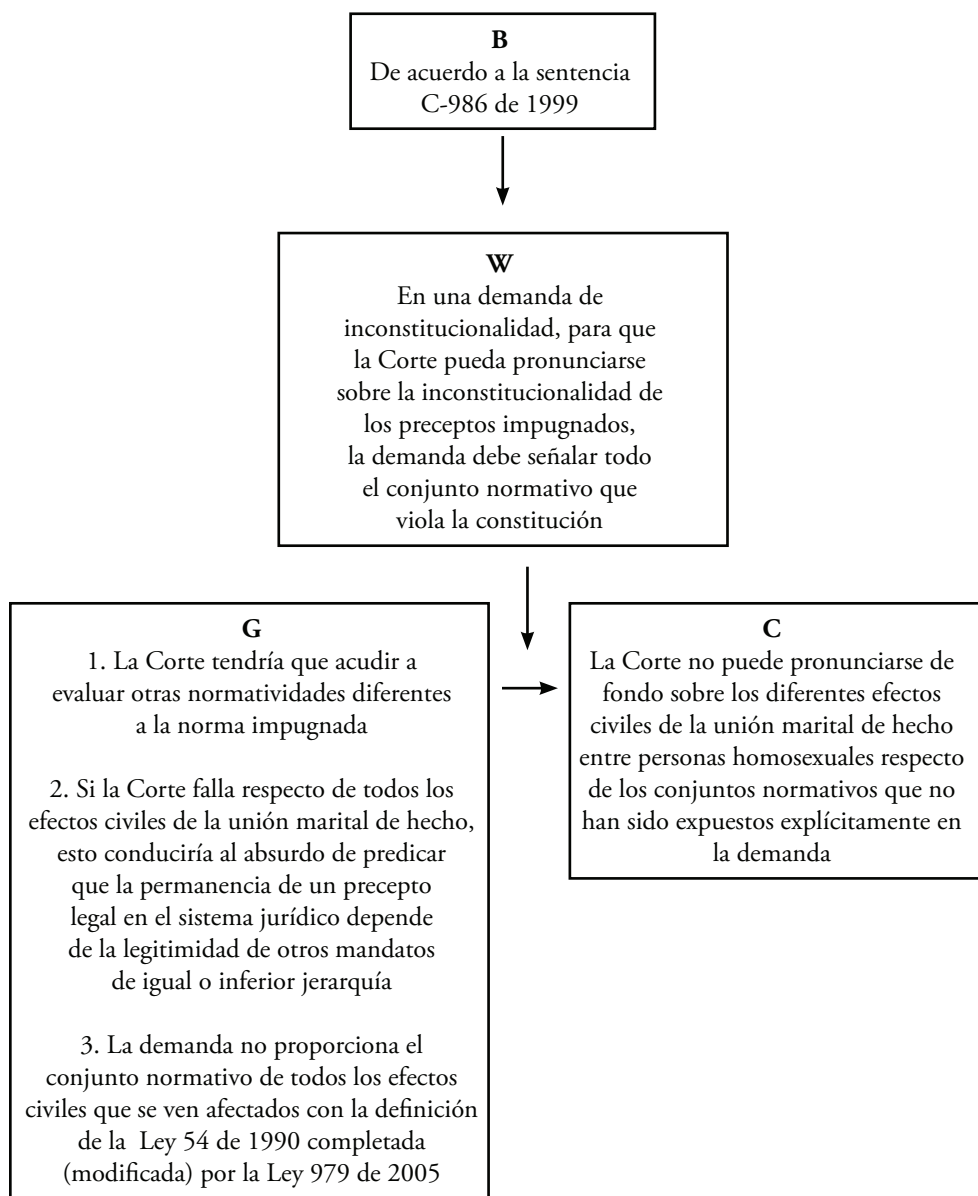 B
De acuerdo a la sentencia
C-986 de 1999
W
En una demanda de
inconstitucionalidad, para que
la Corte pueda pronunciarse
sobre la inconstitucionalidad de
los preceptos impugnados,
la demanda debe señalar todo
el conjunto normativo que
viola la constitución
G
1. La Corte tendría que acudir a
evaluar otras normatividades diferentes
a la norma impugnada
2. Si la Corte falla respecto de todos los
efectos civiles de la unión marital de hecho,
esto conduciría al absurdo de predicar
que la permanencia de un precepto
legal en el sistema jurídico depende
de la legitimidad de otros mandatos
de igual o inferior jerarquía
3. La demanda no proporciona el
conjunto normativo de todos los efectos
civiles que se ven afectados con la definición
de la Ley 54 de 1990 completada
(modificada) por la Ley 979 de 2005
C
La Corte no puede pronunciarse de
fondo sobre los diferentes efectos
civiles de la unión marital de hecho
entre personas homosexuales respecto
de los conjuntos normativos que no
han sido expuestos explícitamente en
la demanda